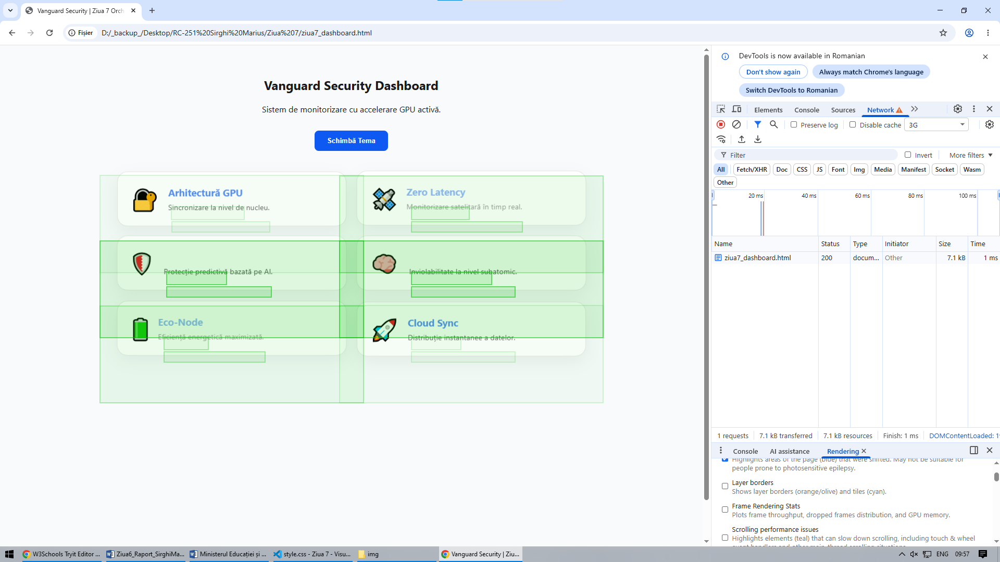 Vanguard Security | Ziua 7 Orch
Fișier
D:/_backup_/Desktop/RC-251%20Sirghi%20Marius/Ziua%207/ziua7_dashboard.html
Vanguard Security Dashboard
Sistem de monitorizare cu accelerare GPU activă.
Schimbă Tema
Arhitectură GPU
Sincronizare la nivel de nucleu.
Zero Latency
Monitorizare satelitară în timp real.
Protecție predictivă bazată pe AI.
Inviolabilitate la nivel subatomic.
Eco-Node
Eficiență energetică maximizată.
Cloud Sync
Distribuție instantanee a datelor.
DevTools is now available in Romanian
Don't show again
Always match Chrome's language
Switch DevTools to Romanian
Elements Console Sources Network
Preserve log Disable cache 3G
Filter Invert More filters
All Fetch/XHR Doc CSS JS Font Img Media Manifest Socket Wasm
Other
20 ms 40 ms 60 ms 80 ms 100 ms
Name Status Type Initiator Size Time
ziua7_dashboard.html 200 docum... Other 7.1 kB 1 ms
1 requests 7.1 kB transferred 7.1 kB resources Finish: 1 ms DOMContentLoaded:
Console AI assistance Rendering
Highlights areas of the page (blue) that were shifted. May not be suitable for
people prone to photosensitive epilepsy.
Layer borders
Shows layer borders (orange/olive) and tiles (cyan).
Frame Rendering Stats
Plots frame throughput, dropped frames distribution, and GPU memory.
Scrolling performance issues
Highlights elements (teal) that can slow down scrolling, including touch & wheel
W3Schools Tryit Editor ...
Ziua6_Raport_SirghiMa...
Ministerul Educației și ...
style.css - Ziua 7 - Visu...
img
Vanguard Security | Ziu...
ENG 09:57